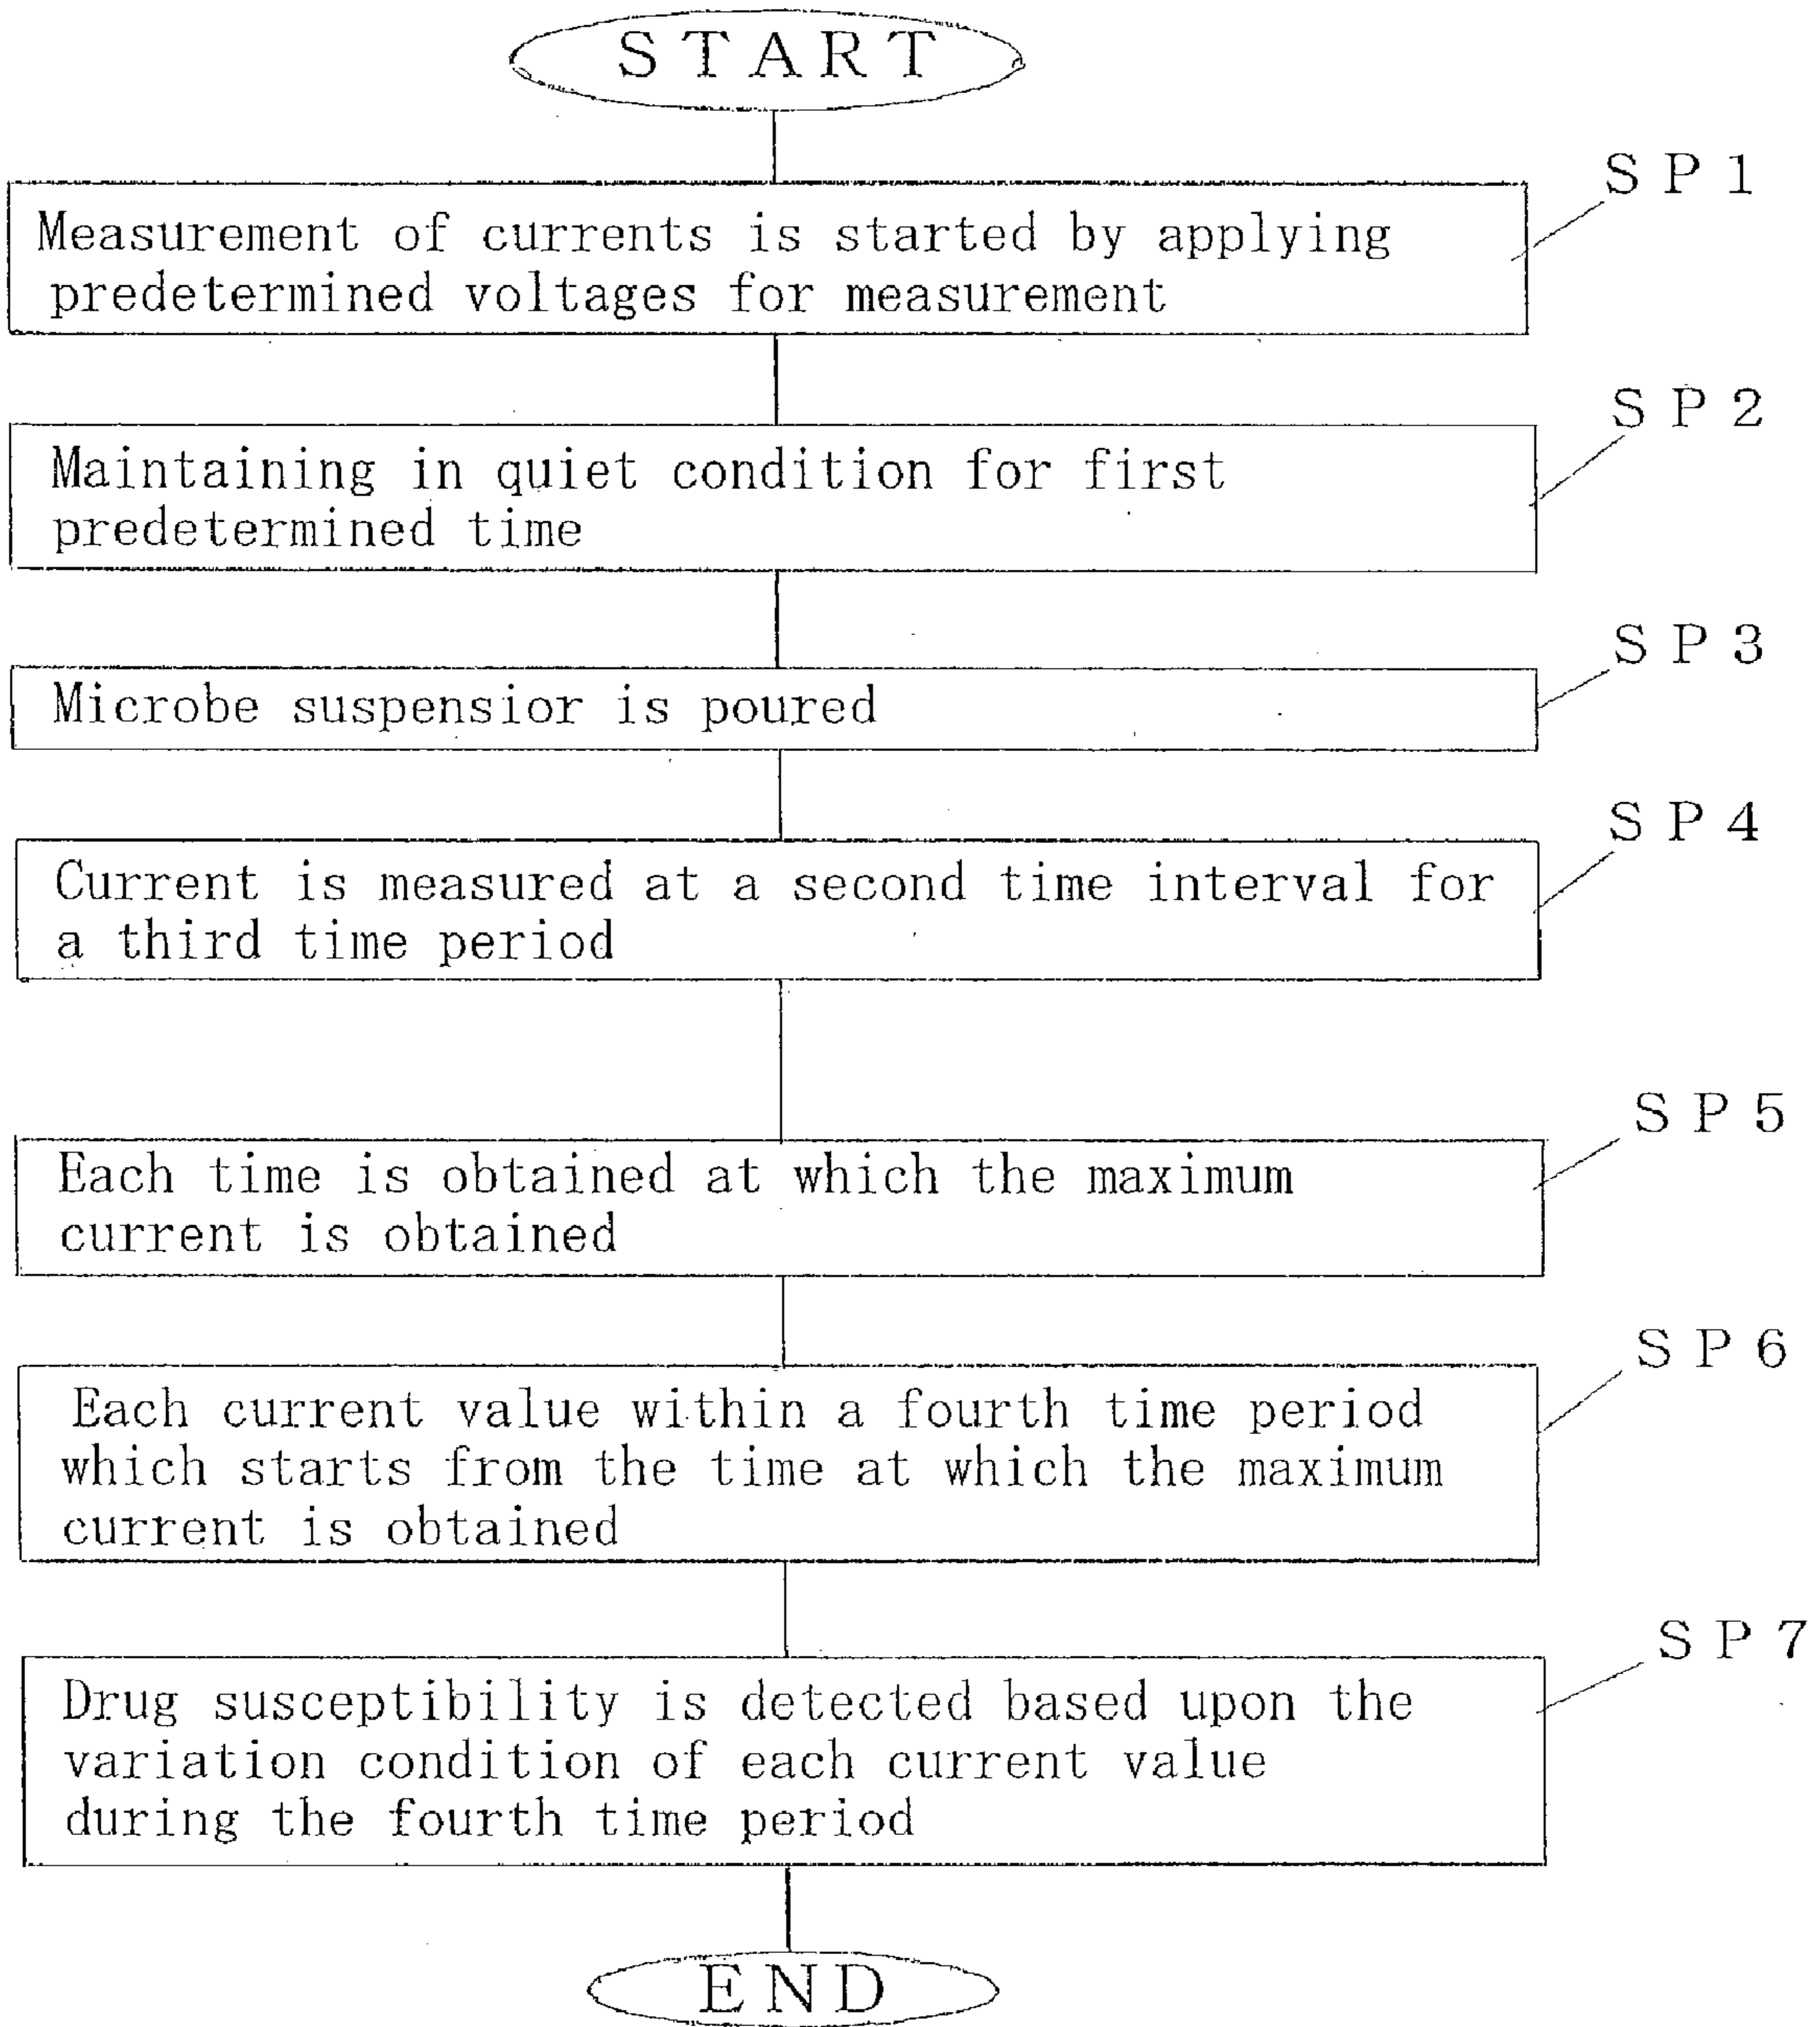 START
SP1
Measurement of currents is started by applying
predetermined voltages for measurement
SP2
Maintaining in quiet condition for first
predetermined time
SP3
Microbe suspensior is poured
SP4
Current is measured at a second time interval for
a third time period
SP5
Each time is obtained at which the maximum
current is obtained
SP6
Each current value within a fourth time period
which starts from the time at which the maximum
current is obtained
SP7
Drug susceptibility is detected based upon the
variation condition of each current value
during the fourth time period
END